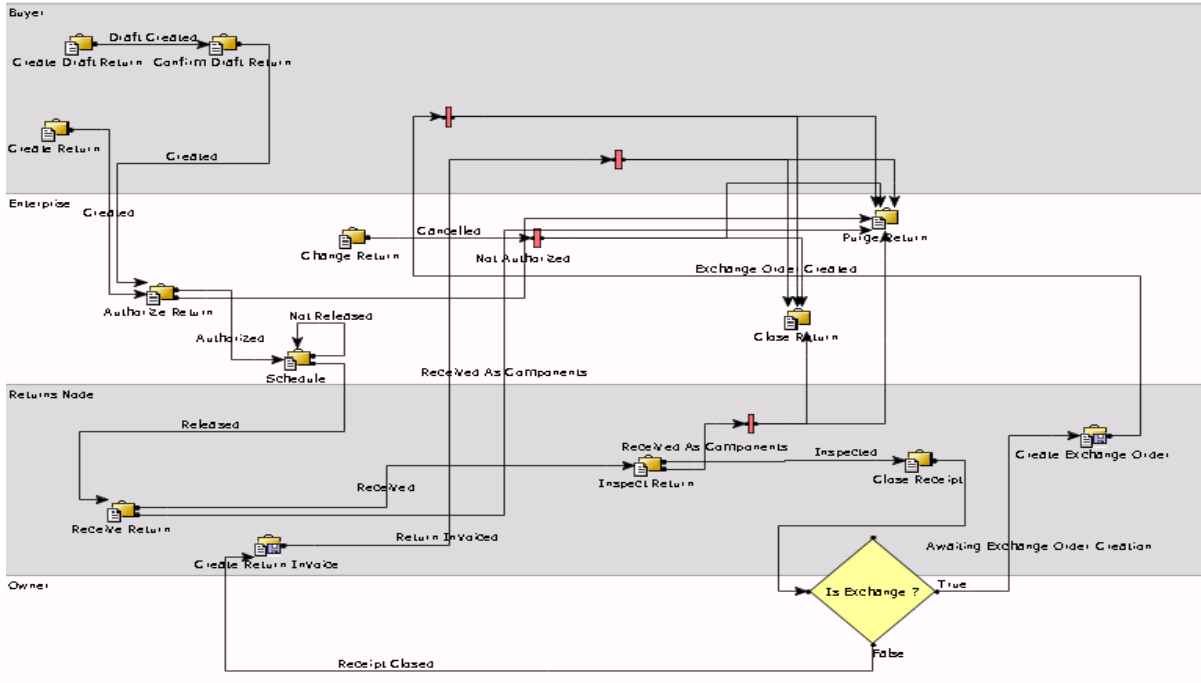 Buyer
Draft Created
Create Draft Return
Confirm Draft Return
Create Return
Created
Enterprise
Created
Cancelled
Purge Return
Change Return
Not Authorized
Exchange Order Created
Authorize Return
Not Released
Authorized
Close Return
Schedule
Received As Components
Returns Node
Released
Received As Components
Inspected
Create Exchange Order
Inspect Return
Close Receipt
Received
Receive Return
Return Invoiced
Awaiting Exchange Order Creation
Create Return Invoice
Owner
True
Is Exchange ?
False
Receipt Closed